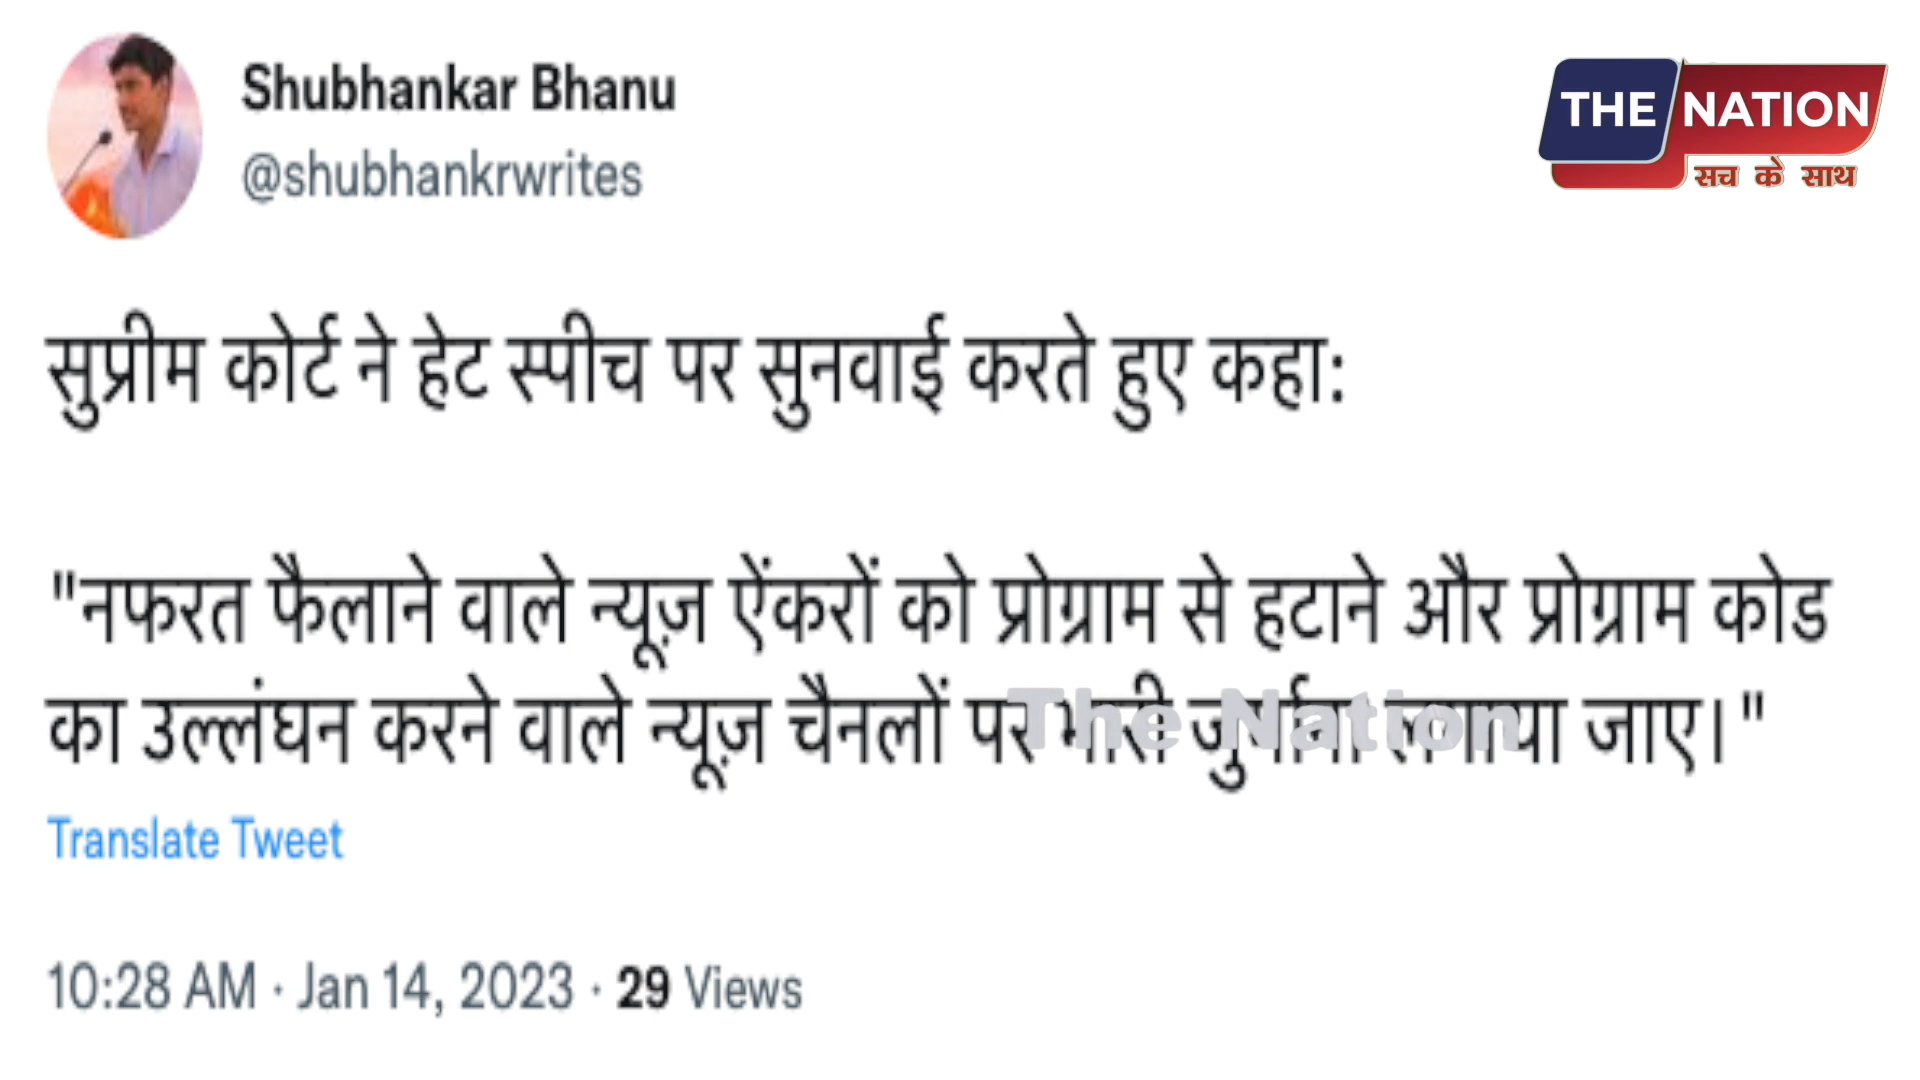 Shubhankar Bhanu
@shubhankrwrites
THE NATION
सच के साथ
सुप्रीम कोर्ट ने हेट स्पीच पर सुनवाई करते हुए कहा:
"नफरत फैलाने वाले न्यूज़ ऐंकरों को प्रोग्राम से हटाने और प्रोग्राम कोड
का उल्लंघन करने वाले न्यूज़ चैनलों पर भारी जुर्माना लगाया जाए।"
The Nation
Translate Tweet
10:28 AM · Jan 14, 2023 · 29 Views